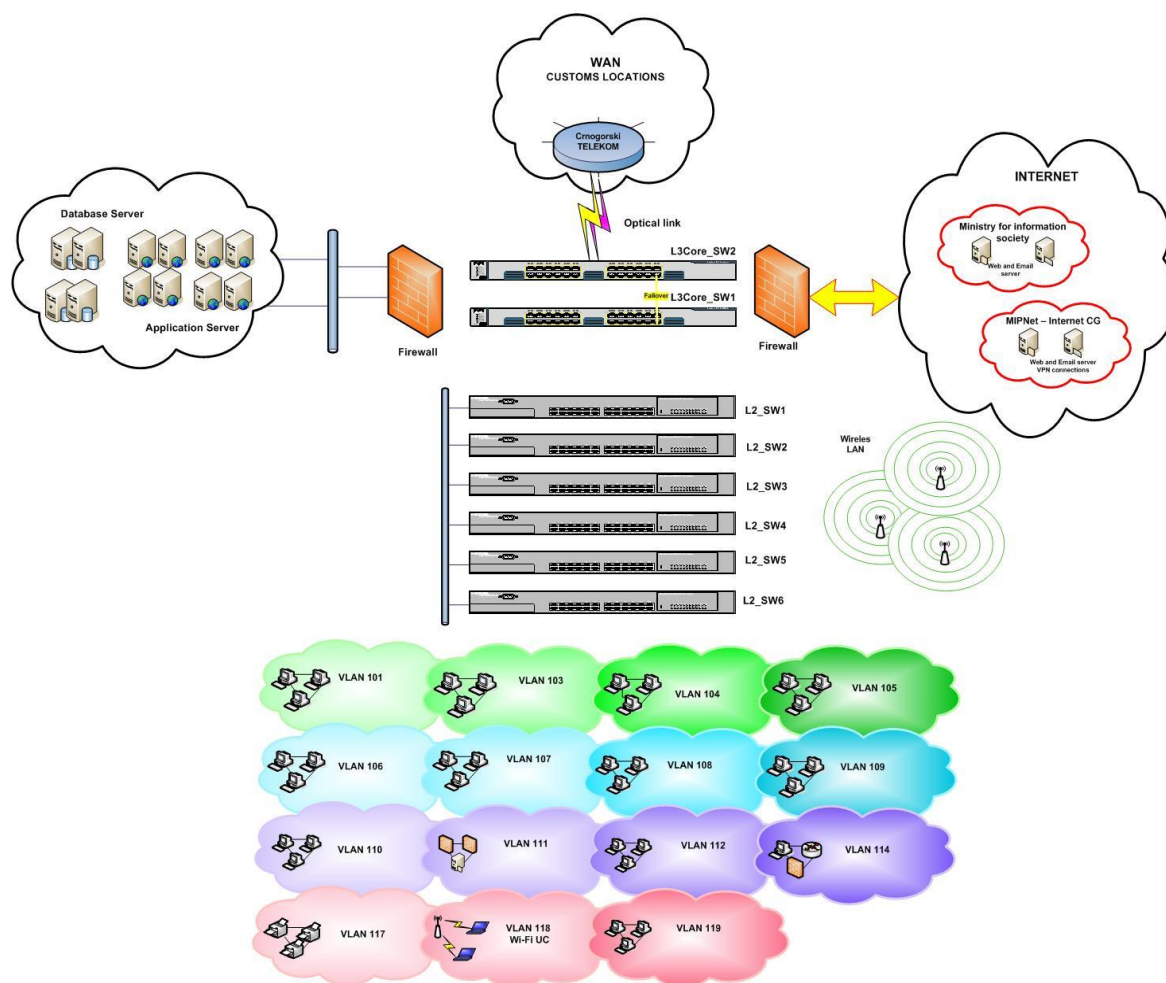 WAN
CUSTOMS LOCATIONS
Crnogorski
TELEKOM
Optical link
Database Server
Application Server
Firewall
L3Core_SW2
Failover
L3Core_SW1
Firewall
INTERNET
Ministry for information
society
Web and Email
server
MIPNet – Internet CG
Web and Email server
VPN connections
L2_SW1
L2_SW2
L2_SW3
L2_SW4
L2_SW5
L2_SW6
Wireles
LAN
VLAN 101
VLAN 103
VLAN 104
VLAN 105
VLAN 106
VLAN 107
VLAN 108
VLAN 109
VLAN 110
VLAN 111
VLAN 112
VLAN 114
VLAN 117
VLAN 118
Wi-Fi UC
VLAN 119